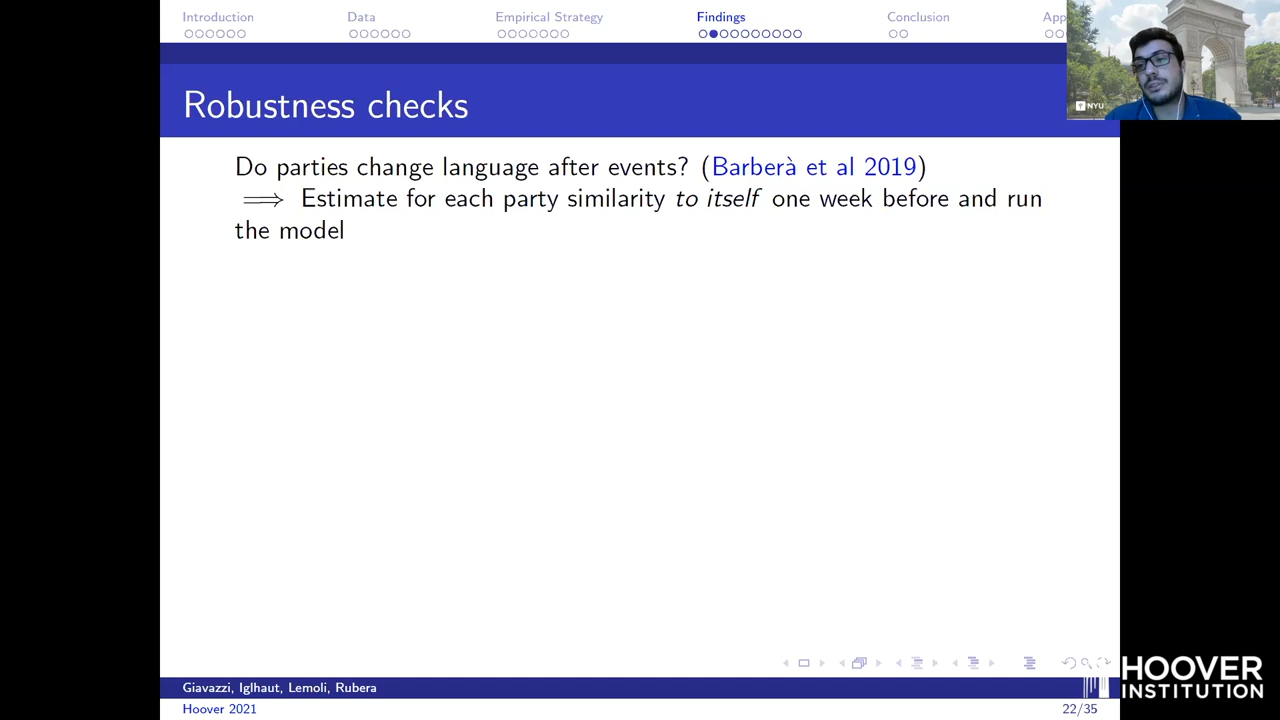 Introduction Data Empirical Strategy Findings Conclusion App
NYU
Robustness checks
Do parties change language after events? (Barberà et al 2019)
⟹ Estimate for each party similarity to itself one week before and run
the model
Giavazzi, Iglhaut, Lemoli, Rubera
Hoover 2021 22/35
HOOVER
INSTITUTION